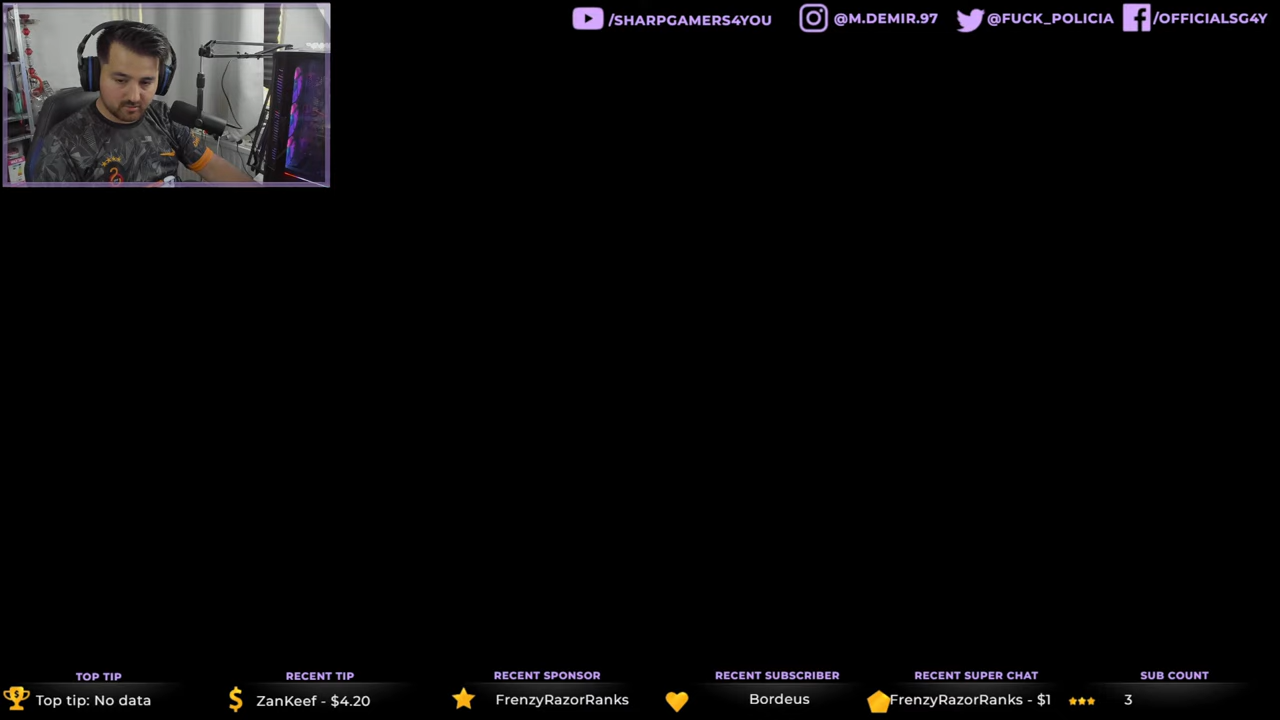 /SHARPGAMERS4YOU @M.DEMIR.97 @FUCK_POLICIA /OFFICIALSG4Y
TOP TIP RECENT TIP RECENT SPONSOR RECENT SUBSCRIBER RECENT SUPER CHAT SUB COUNT
Top tip: No data ZanKeef - $4.20 FrenzyRazorRanks Bordeus FrenzyRazorRanks - $1 3